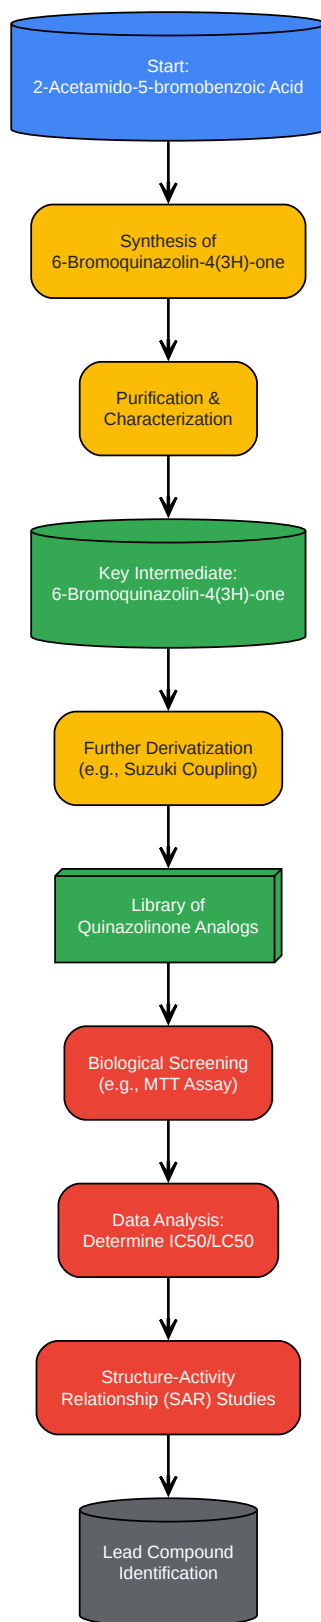 Start:
2-Acetamido-5-bromobenzoic Acid
Synthesis of
6-Bromoquinazolin-4(3H)-one
Purification &
Characterization
Key Intermediate:
6-Bromoquinazolin-4(3H)-one
Further Derivatization
(e.g., Suzuki Coupling)
Library of
Quinazolinone Analogs
Biological Screening
(e.g., MTT Assay)
Data Analysis:
Determine IC50/LC50
Structure-Activity
Relationship (SAR) Studies
Lead Compound
Identification